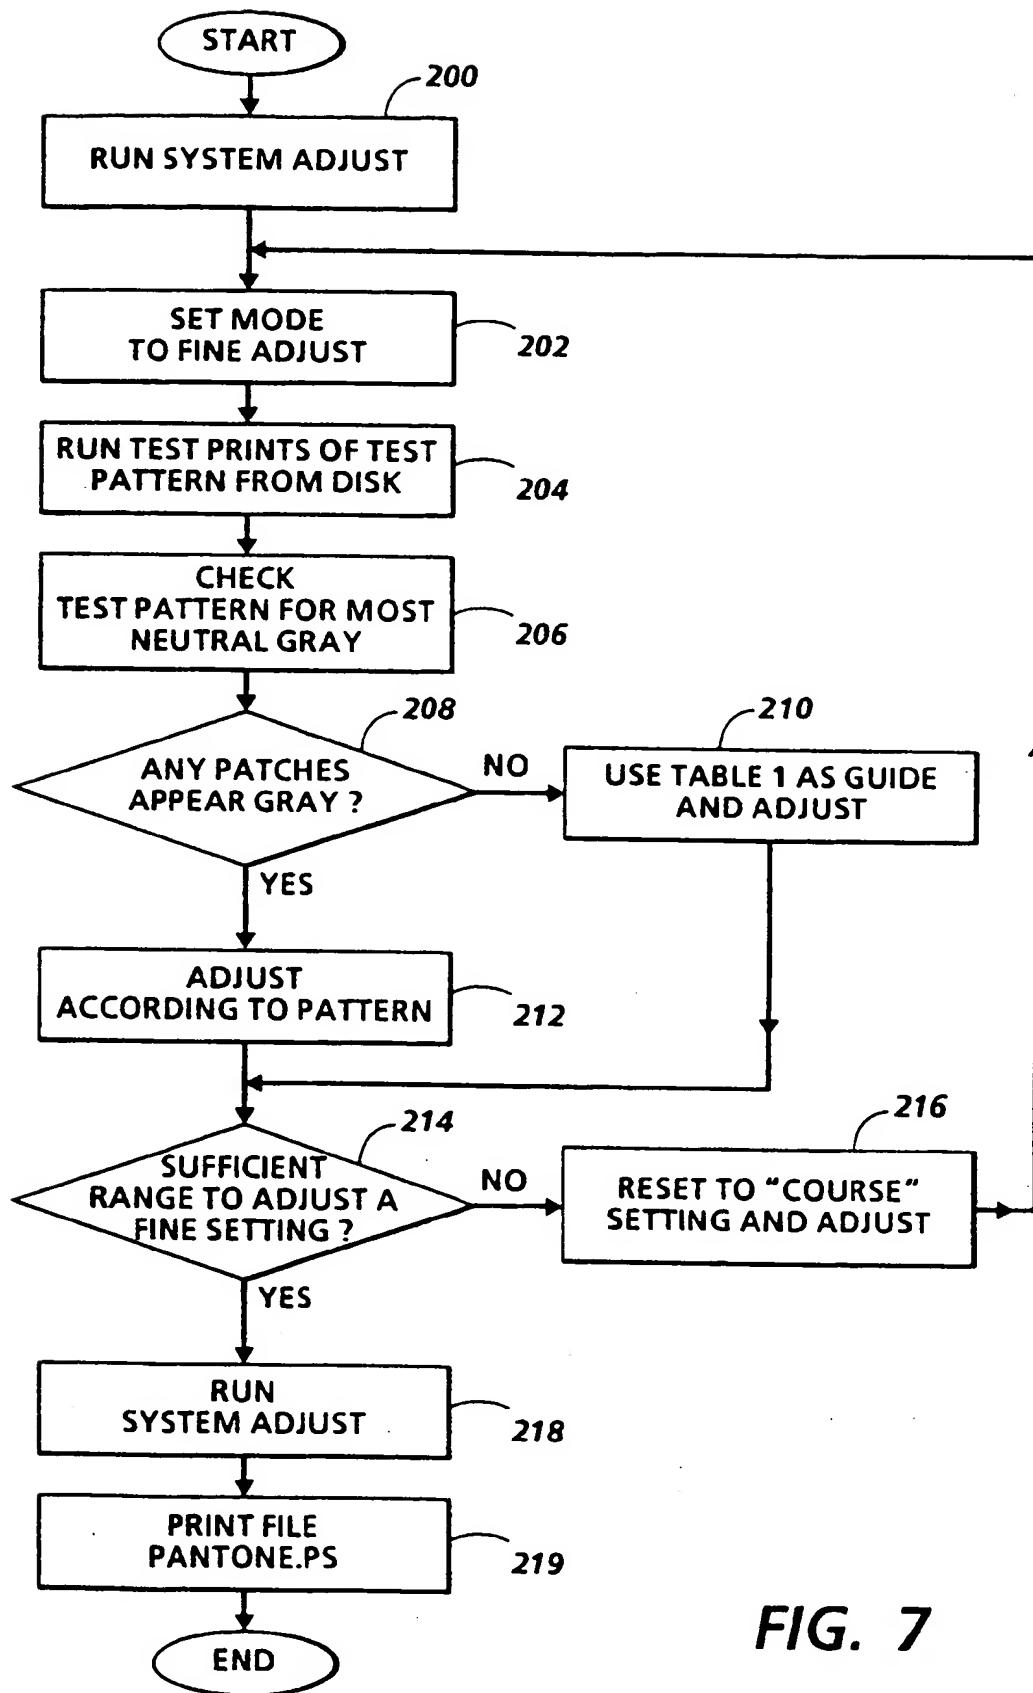 START
200
RUN SYSTEM ADJUST
SET MODE
TO FINE ADJUST
202
RUN TEST PRINTS OF TEST
PATTERN FROM DISK
204
CHECK
TEST PATTERN FOR MOST
NEUTRAL GRAY
206
208
ANY PATCHES
APPEAR GRAY ?
NO
210
USE TABLE 1 AS GUIDE
AND ADJUST
YES
ADJUST
ACCORDING TO PATTERN
212
214
SUFFICIENT
RANGE TO ADJUST A
FINE SETTING ?
NO
216
RESET TO "COURSE"
SETTING AND ADJUST
YES
RUN
SYSTEM ADJUST
218
PRINT FILE
PANTONE.PS
219
END
FIG. 7